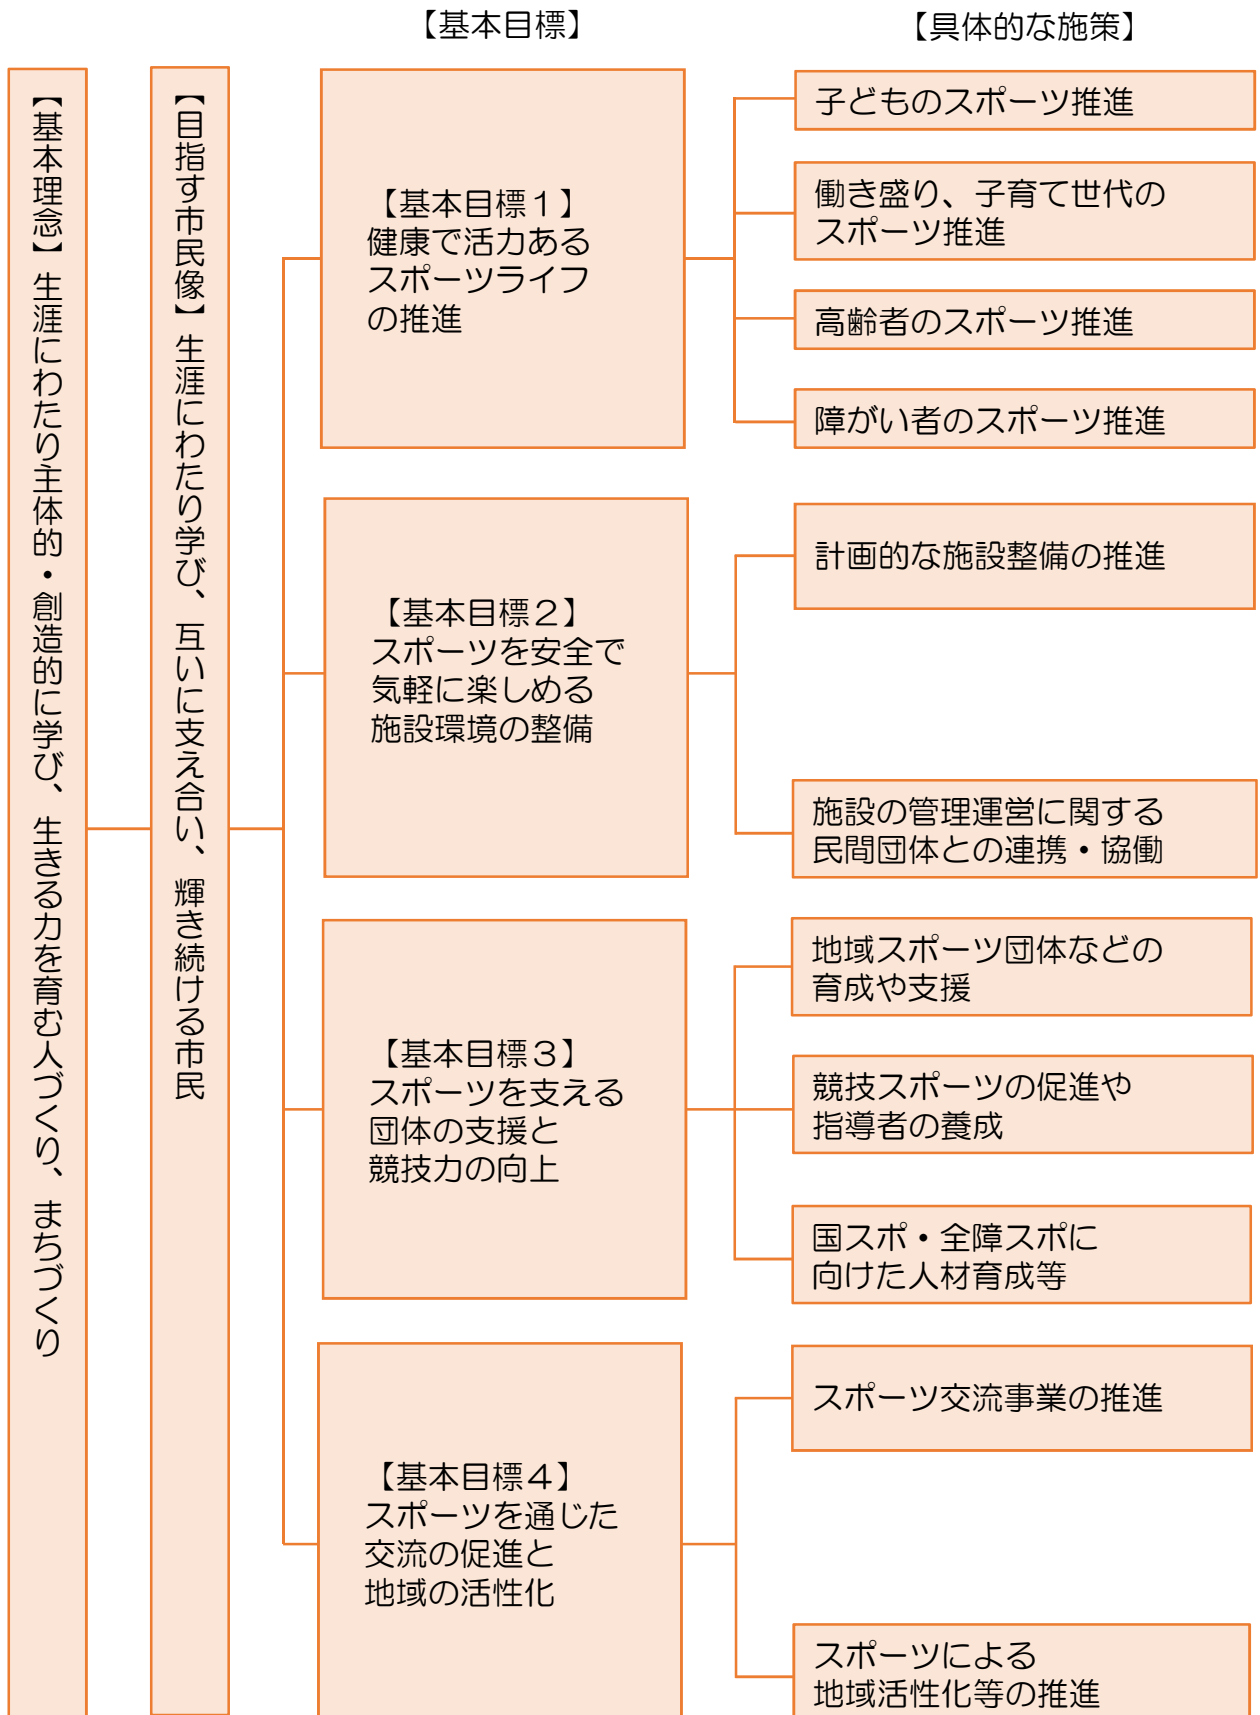 【基本目標】
【具体的な施策】
【基本理念】生涯にわたり主体的・創造的に学び、生きる力を育む人づくり、まちづくり
【目指す市民像】生涯にわたり学び、互いに支え合い、輝き続ける市民
【基本目標１】
健康で活力ある
スポーツライフ
の推進
子どものスポーツ推進
働き盛り、子育て世代の
スポーツ推進
高齢者のスポーツ推進
障がい者のスポーツ推進
【基本目標２】
スポーツを安全で
気軽に楽しめる
施設環境の整備
計画的な施設整備の推進
施設の管理運営に関する
民間団体との連携・協働
【基本目標３】
スポーツを支える
団体の支援と
競技力の向上
地域スポーツ団体などの
育成や支援
競技スポーツの促進や
指導者の養成
国スポ・全障スポに
向けた人材育成等
【基本目標４】
スポーツを通じた
交流の促進と
地域の活性化
スポーツ交流事業の推進
スポーツによる
地域活性化等の推進